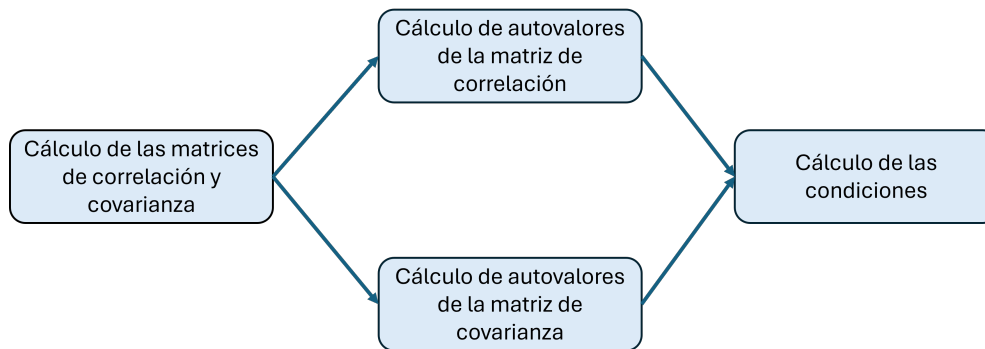 Cálculo de autovalores
de la matriz de
correlación
Cálculo de las matrices
de correlación y
covarianza
Cálculo de las
condiciones
Cálculo de autovalores
de la matriz de
covarianza